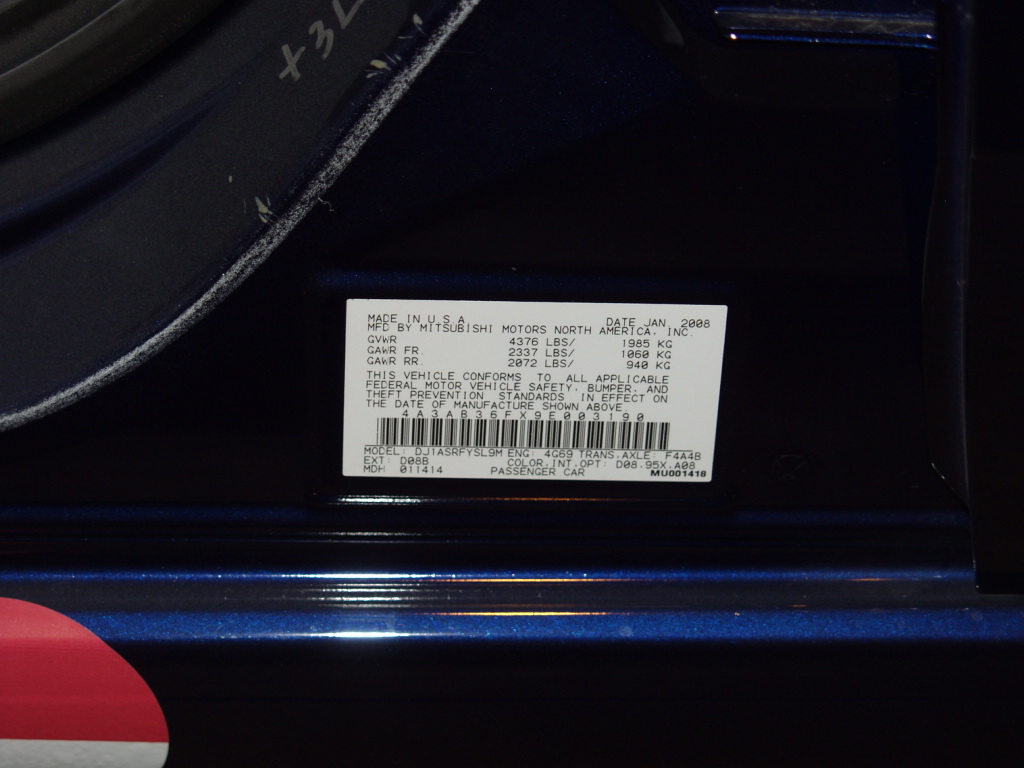 +3L
MADE IN U.S.A. DATE JAN. 2008
MFD BY MITSUBISHI MOTORS NORTH AMERICA, INC.
GVWR 4376 LBS/ 1985 KG
GAWR FR. 2337 LBS/ 1060 KG
GAWR RR. 2072 LBS/ 940 KG
THIS VEHICLE CONFORMS TO ALL APPLICABLE
FEDERAL MOTOR VEHICLE SAFETY, BUMPER, AND
THEFT PREVENTION STANDARDS IN EFFECT ON
THE DATE OF MANUFACTURE SHOWN ABOVE.
4A3AB36FX9E003190
MODEL: DJ1ASRFYSL9M ENG: 4G69 TRANS.AXLE: F4A4B
EXT: D08B COLOR.INT.OPT: D08.95X.A08
MDH 011414 PASSENGER CAR MU001418